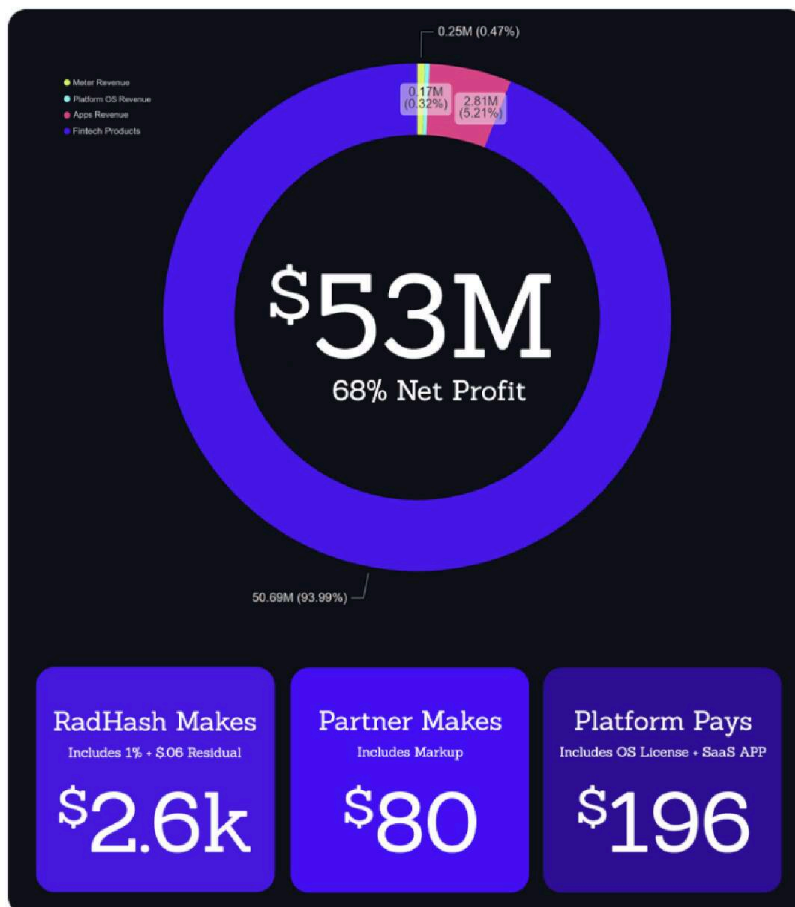 0.25M (0.47%)
Meter Revenue
Platform OS Revenue
Apps Revenue
Fintech Products
0.17M
(0.32%)
2.81M
(5.21%)
$53M
68% Net Profit
50.69M (93.99%)
RadHash Makes
Includes 1% + $.06 Residual
$2.6k
Partner Makes
Includes Markup
$80
Platform Pays
Includes OS License + SaaS APP
$196